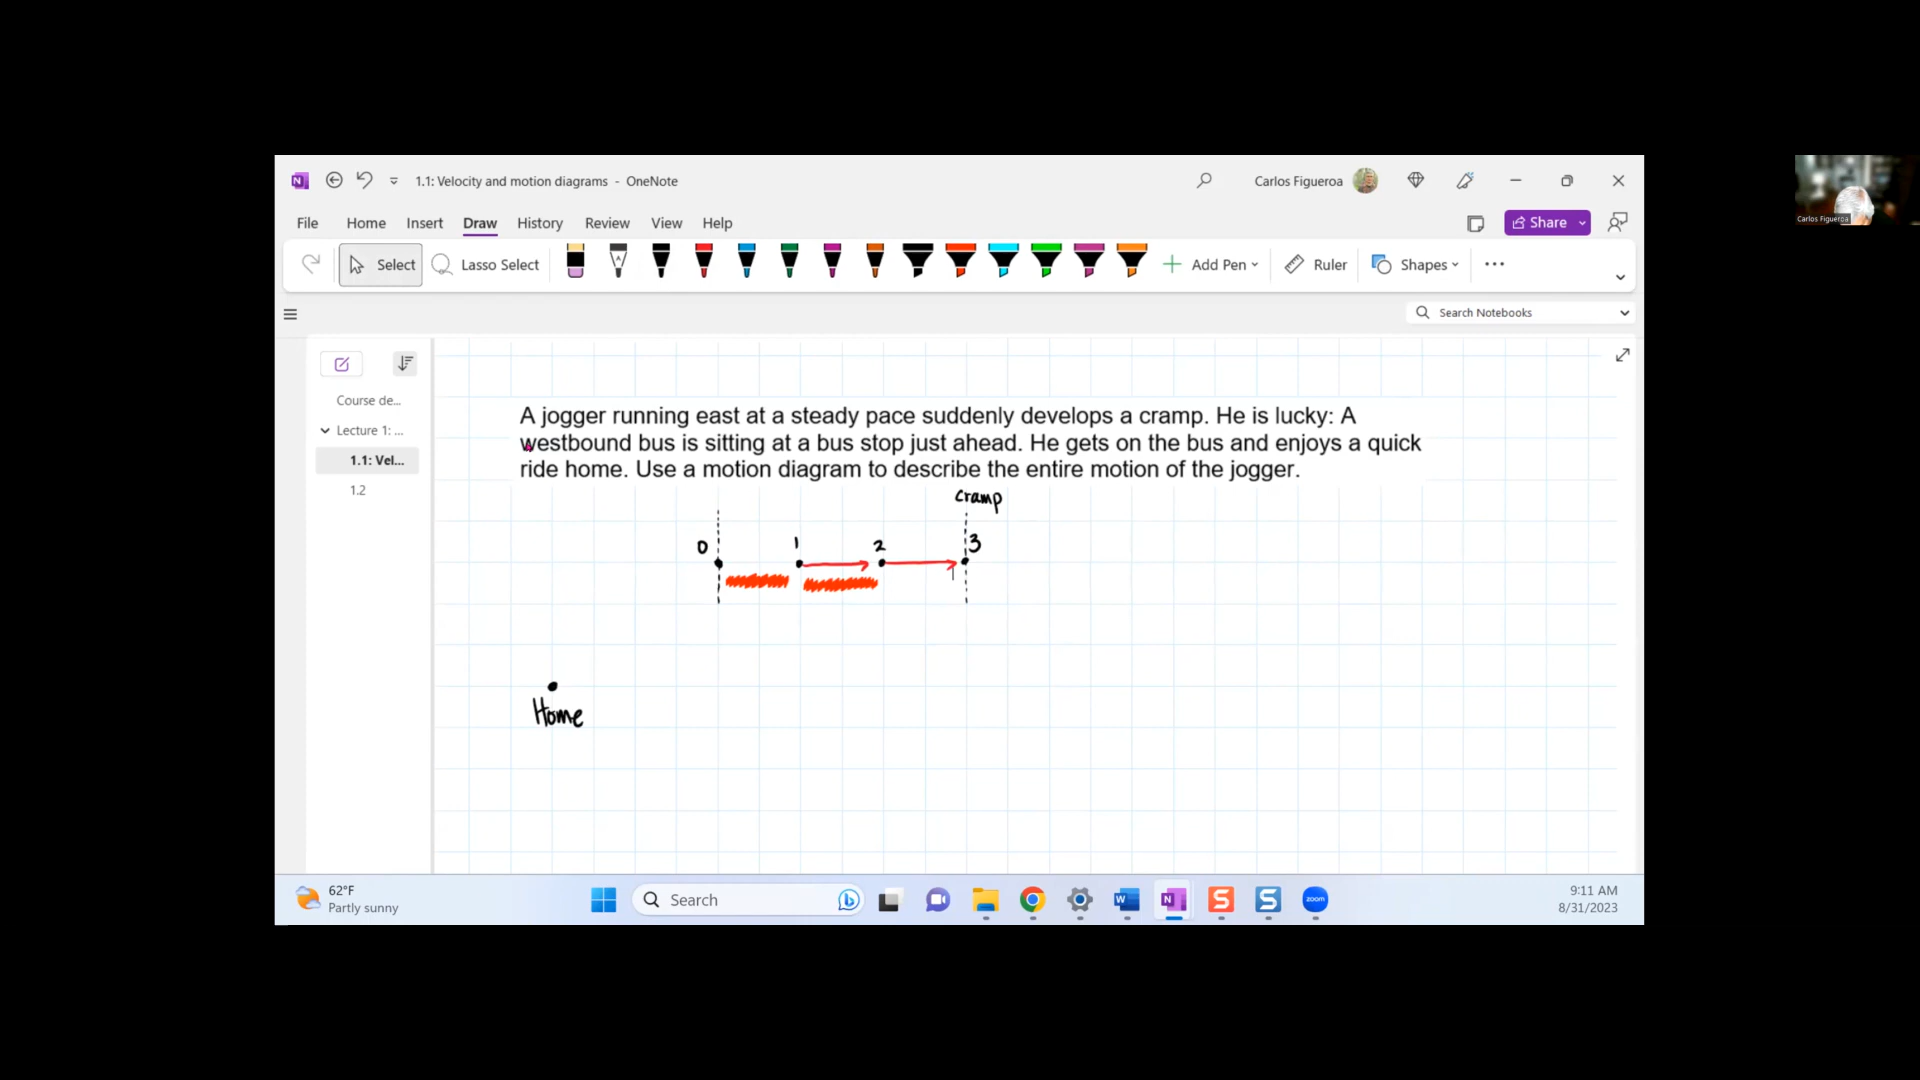 1.1: Velocity and motion diagrams - OneNote
Carlos Figueroa
File Home Insert Draw History Review View Help
Share
Select Lasso Select Add Pen Ruler Shapes
Search Notebooks
Course de...
Lecture 1: ...
1.1: Vel...
1.2
A jogger running east at a steady pace suddenly develops a cramp. He is lucky: A
westbound bus is sitting at a bus stop just ahead. He gets on the bus and enjoys a quick
ride home. Use a motion diagram to describe the entire motion of the jogger.
cramp
0 1 2 3
Home
62°F
Partly sunny
Search
zoom
9:11 AM
8/31/2023
Carlos Figueroa